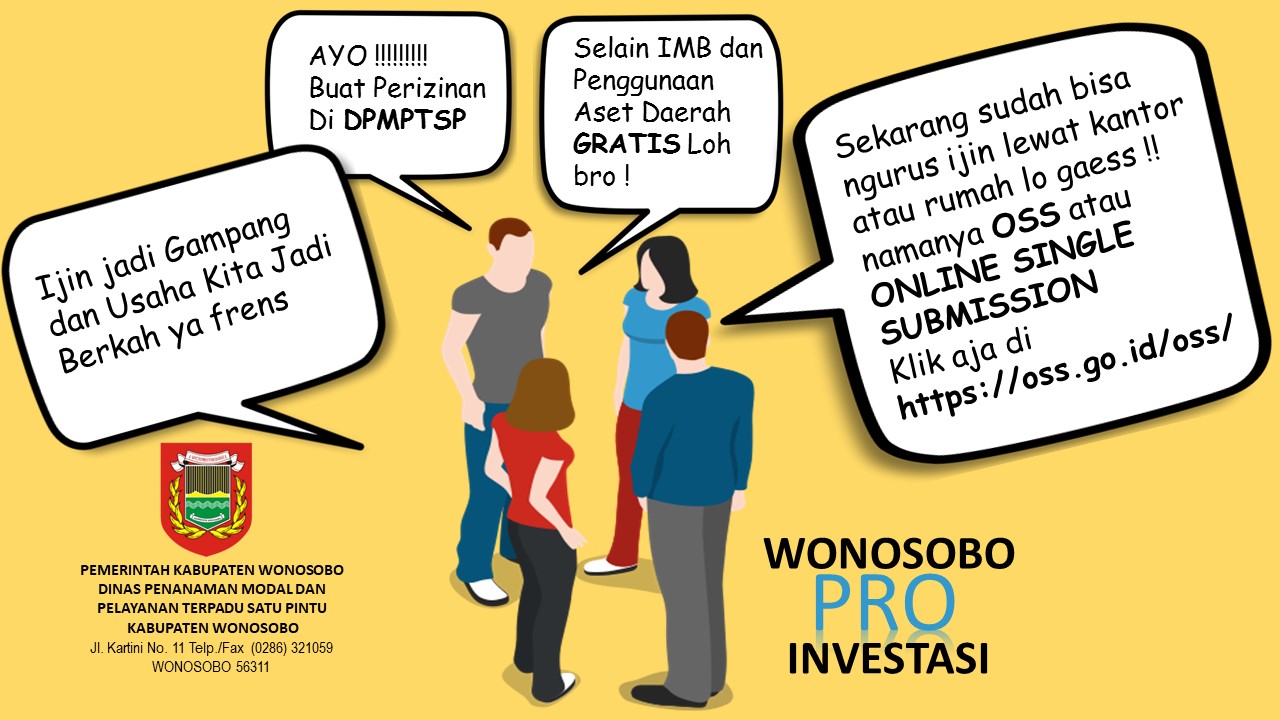 AYO !!!!!!!!!
Buat Perizinan
Di DPMPTSP
Selain IMB dan
Penggunaan
Aset Daerah
GRATIS Loh
bro !
Sekarang sudah bisa
ngurus ijin lewat kantor
atau rumah lo gaess !!
namanya OSS atau
ONLINE SINGLE
SUBMISSION
Klik aja di
https://oss.go.id/oss/
Ijin jadi Gampang
dan Usaha Kita Jadi
Berkah ya frens
PEMERINTAH KABUPATEN WONOSOBO
DINAS PENANAMAN MODAL DAN
PELAYANAN TERPADU SATU PINTU
KABUPATEN WONOSOBO
Jl. Kartini No. 11 Telp./Fax (0286) 321059
WONOSOBO 56311
WONOSOBO
PRO
INVESTASI